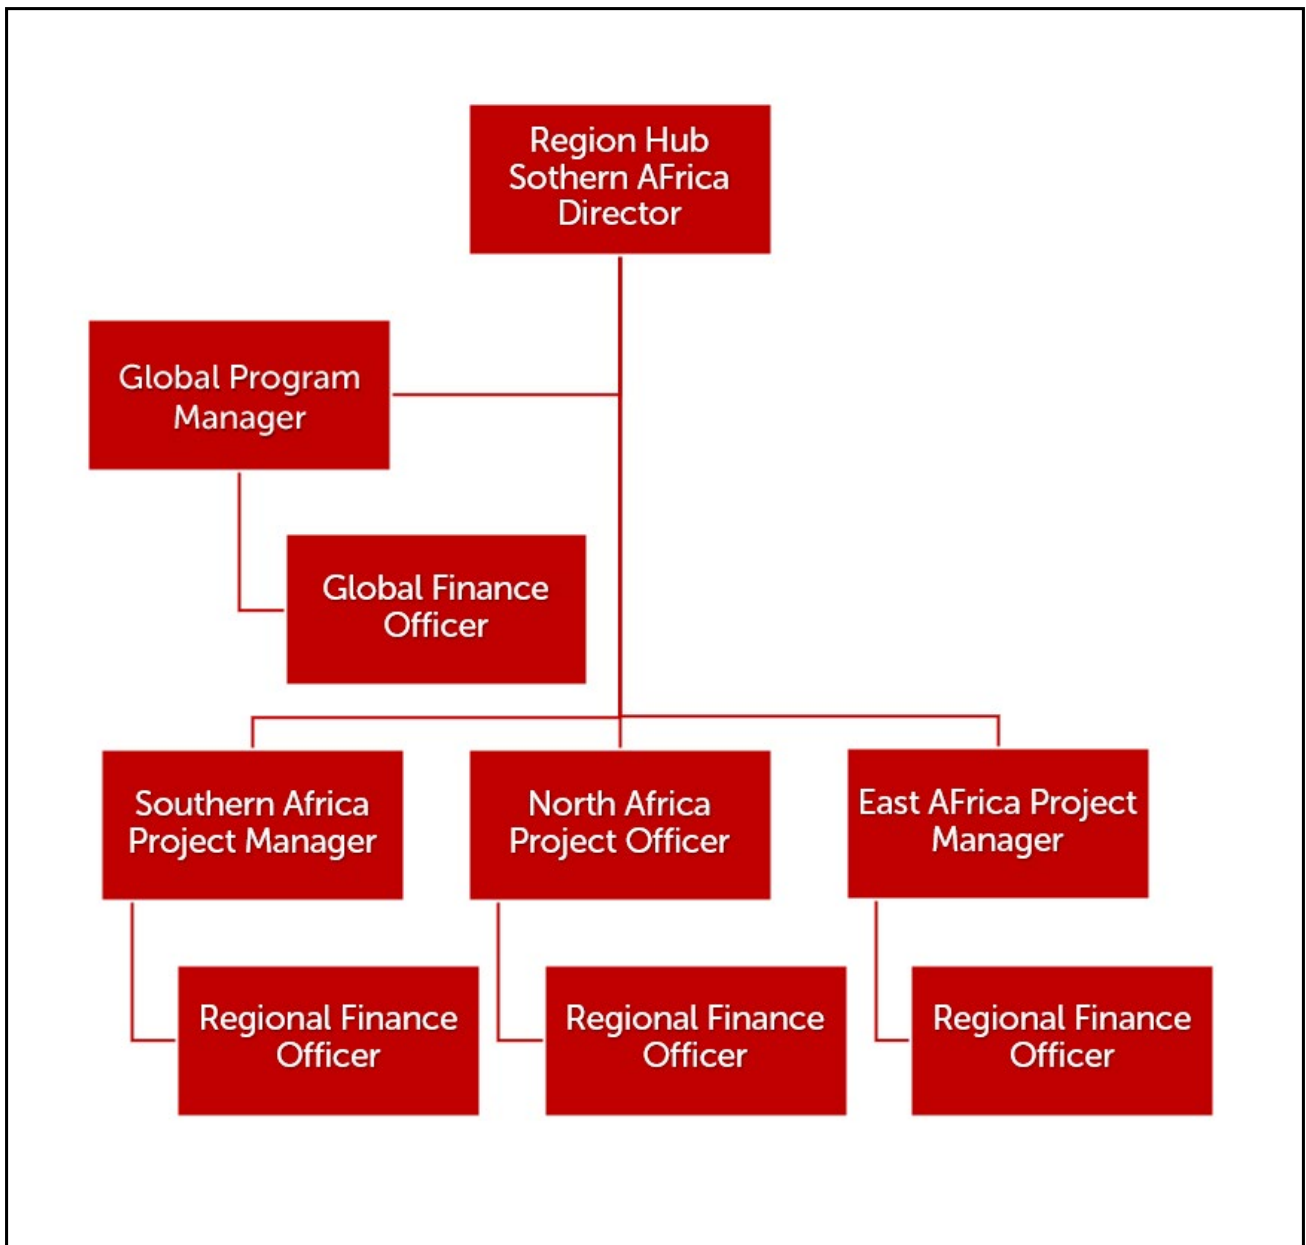 Region Hub
Sothern AFrica
Director
Global Program
Manager
Global Finance
Officer
Southern Africa
Project Manager
North Africa
Project Officer
East AFrica Project
Manager
Regional Finance
Officer
Regional Finance
Officer
Regional Finance
Officer